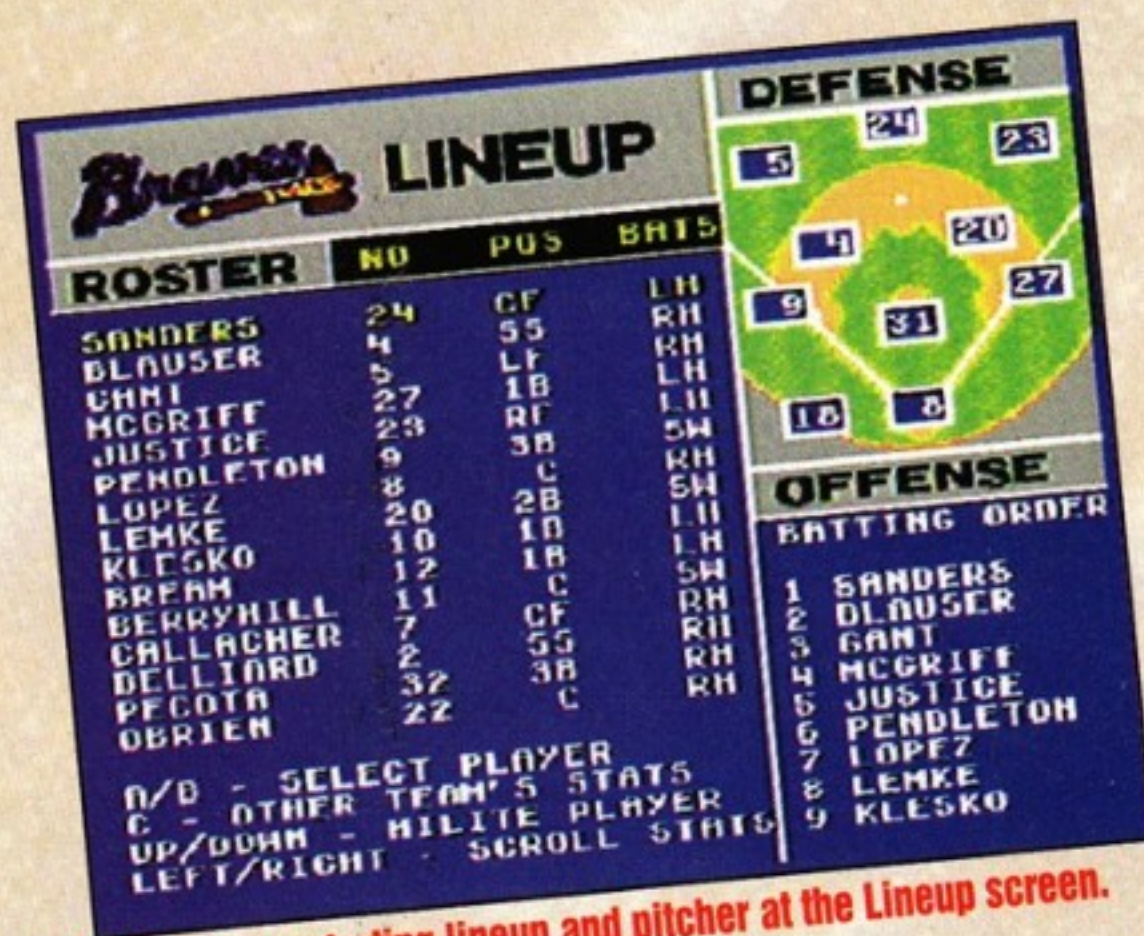 Braves LINEUP
ROSTER NO POS BATS
SANDERS 24 CF LH
BLAUSER 4 SS RH
GANT 5 LF RH
MCGRIFF 27 1B LH
JUSTICE 23 RF LH
PENDLETON 9 3B SW
LOPEZ 8 C RH
LEMKE 20 2B SW
KLESKO 10 1B LH
BREAM 12 1B LH
BERRYHILL 11 C SW
GALLAGHER 7 CF RH
BELLIARD 2 SS RH
PECOTA 32 3B RH
OBRIEN 22 C RH
A/B - SELECT PLAYER
C - OTHER TEAM'S STATS
UP/DOWN - HILITE PLAYER
LEFT/RIGHT - SCROLL STATS
DEFENSE
24
5 23
4 20
9 31 27
18 8
OFFENSE
BATTING ORDER
1 SANDERS
2 BLAUSER
3 GANT
4 MCGRIFF
5 JUSTICE
6 PENDLETON
7 LOPEZ
8 LEMKE
9 KLESKO
lineup and pitcher at the Lineup screen.